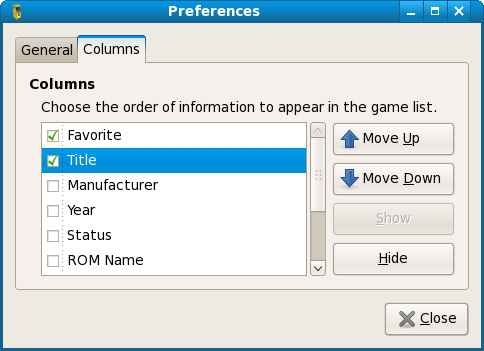 Preferences
General
Columns
Columns
Choose the order of information to appear in the game list.
Favorite
Title
Manufacturer
Year
Status
ROM Name
Move Up
Move Down
Show
Hide
Close